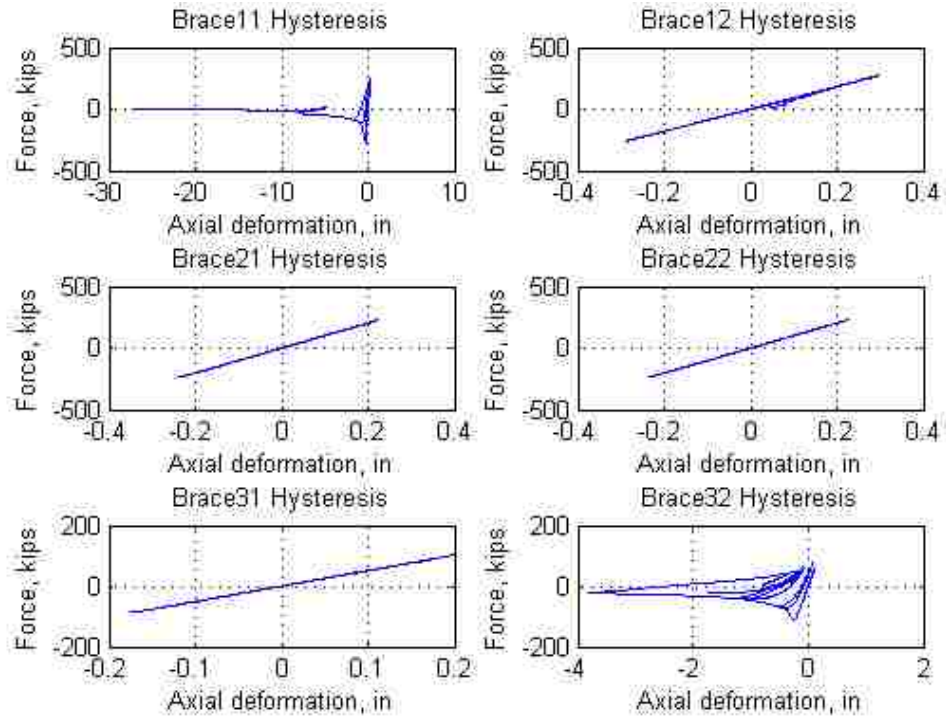 Brace11 Hysteresis
500
0
-500
Force, kips
-30 -20 -10 0 10
Axial deformation, in
Brace12 Hysteresis
500
0
-500
Force, kips
-0.4 -0.2 0 0.2 0.4
Axial deformation, in
Brace21 Hysteresis
500
0
-500
Force, kips
-0.4 -0.2 0 0.2 0.4
Axial deformation, in
Brace22 Hysteresis
500
0
-500
Force, kips
-0.4 -0.2 0 0.2 0.4
Axial deformation, in
Brace31 Hysteresis
200
0
-200
Force, kips
-0.2 -0.1 0 0.1 0.2
Axial deformation, in
Brace32 Hysteresis
200
0
-200
Force, kips
-4 -2 0 2
Axial deformation, in